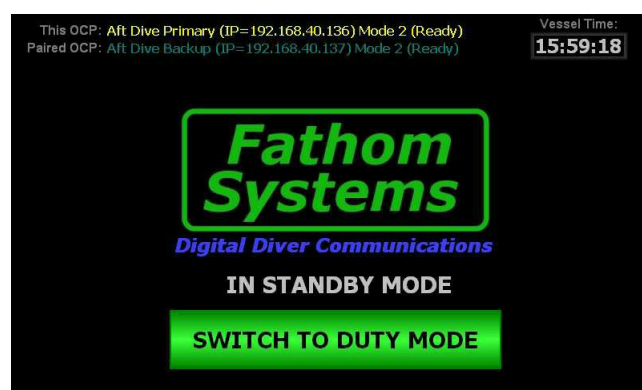 This OCP: Aft Dive Primary (IP=192.168.40.136) Mode 2 (Ready)
Paired OCP: Aft Dive Backup (IP=192.168.40.137) Mode 2 (Ready)
Vessel Time:
15:59:18
Fathom
Systems
Digital Diver Communications
IN STANDBY MODE
SWITCH TO DUTY MODE